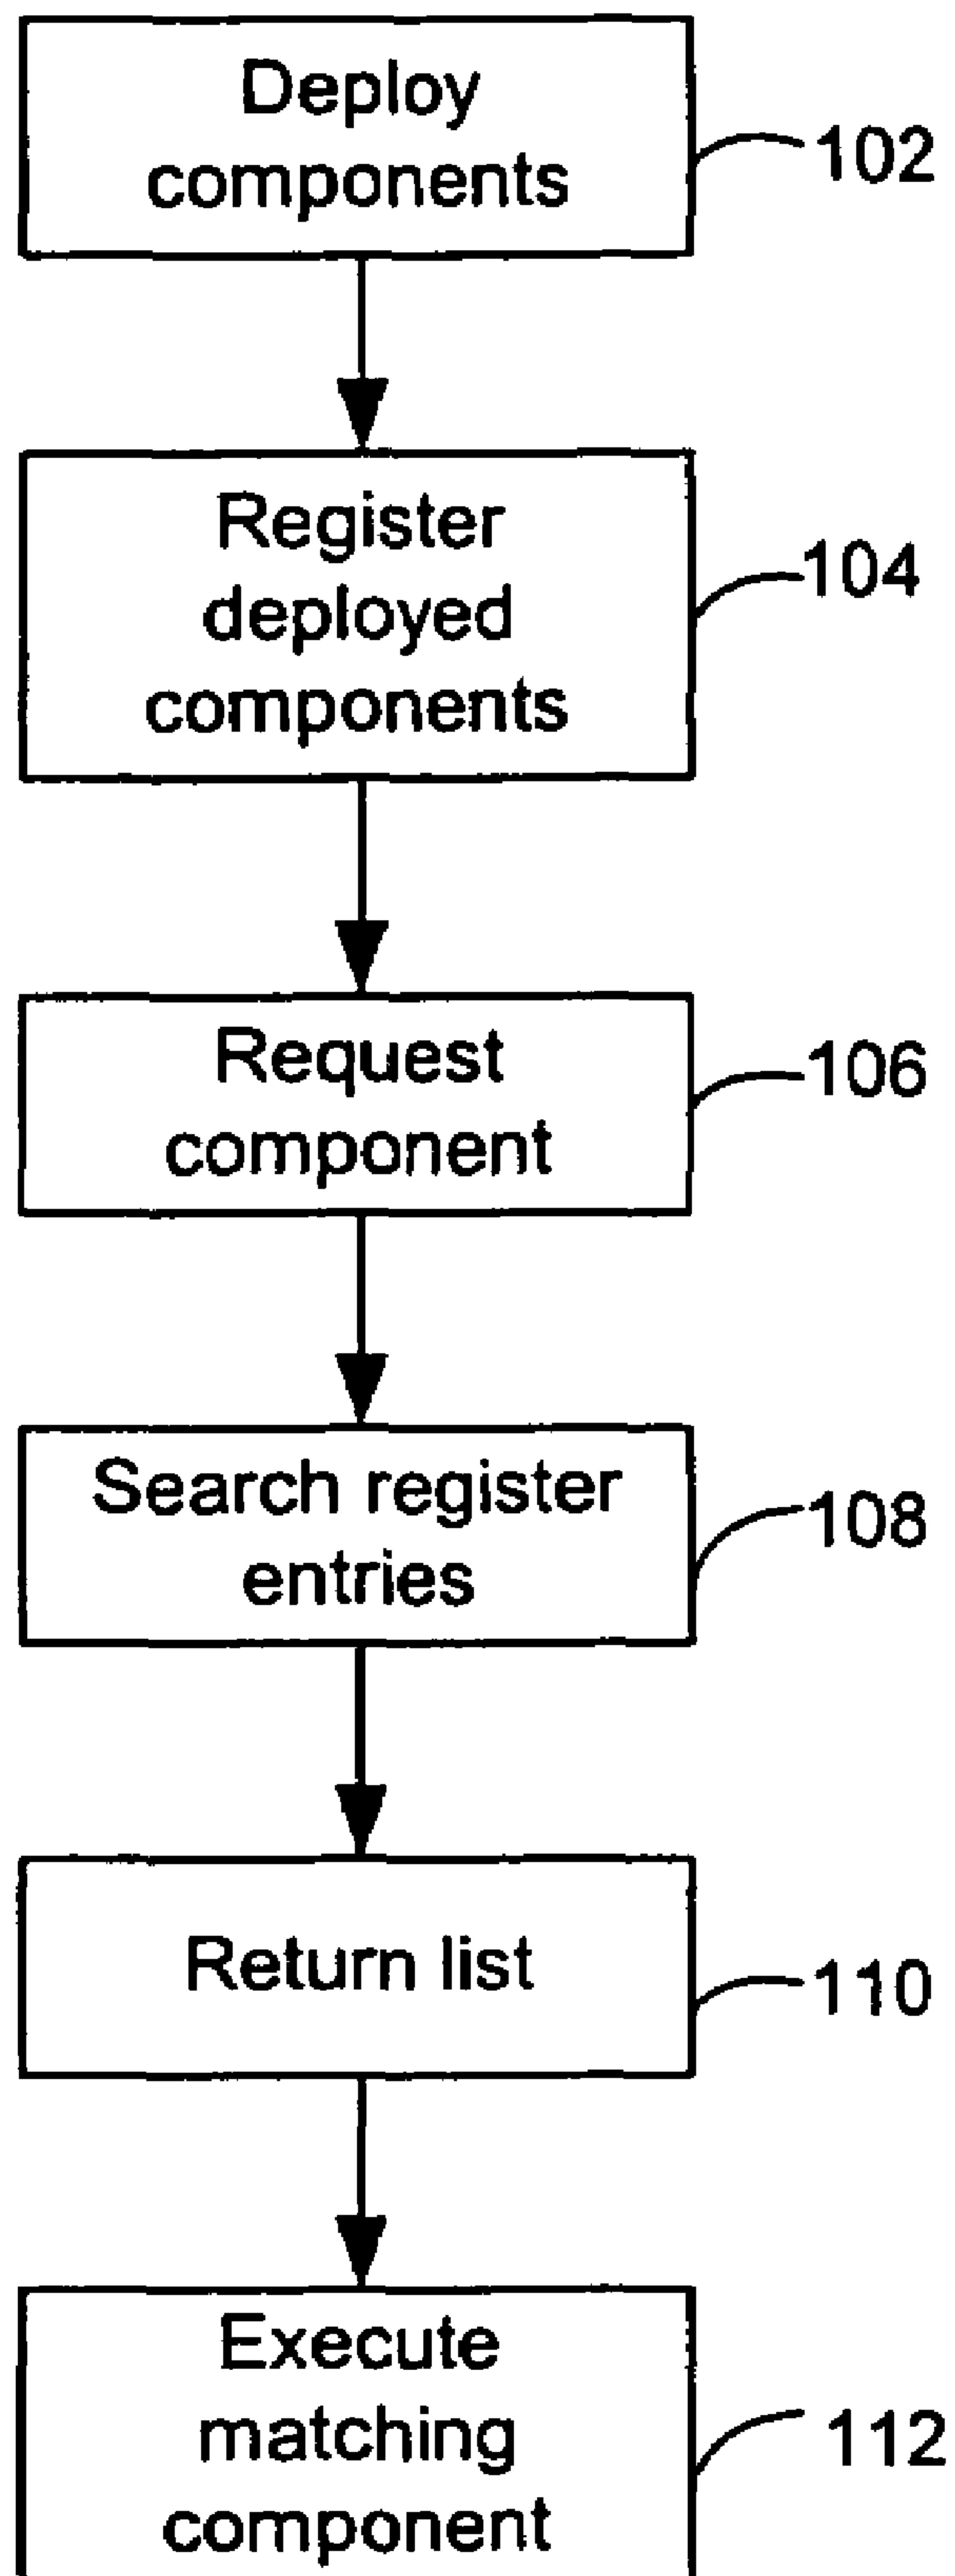 Deploy
components
102
Register
deployed
components
104
Request
component
106
Search register
entries
108
Return list
110
Execute
matching
component
112